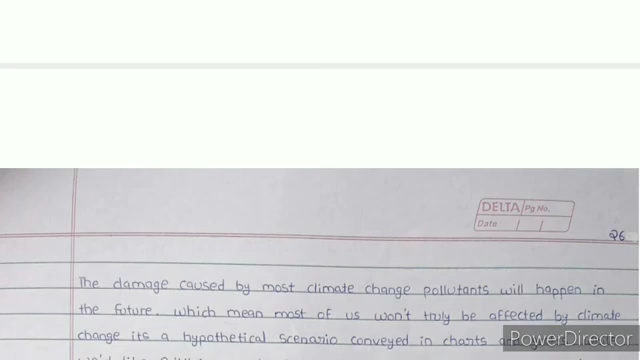 DELTA Pg No.
Date
26
The damage caused by most climate change pollutants will happen in
the future. which mean most of us won't truly be affected by climate
change its a hypothetical scenario conveyed in charts
PowerDirector